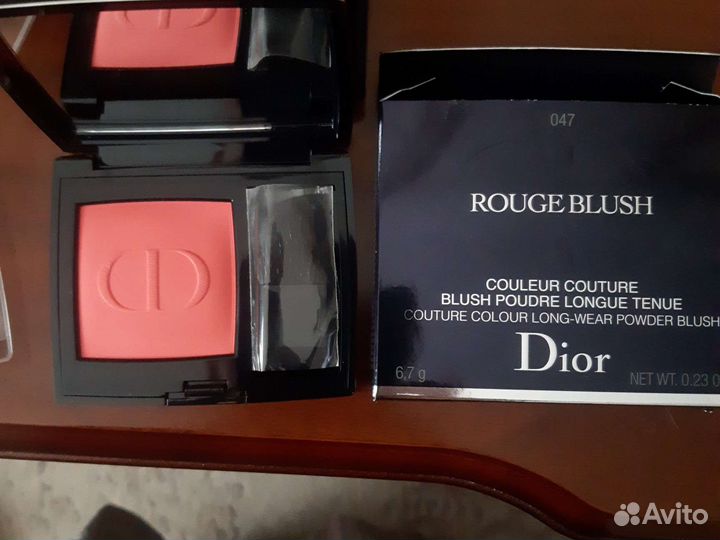 047
ROUGE BLUSH
COULEUR COUTURE
BLUSH POUDRE LONGUE TENUE
COUTURE COLOUR LONG-WEAR POWDER BLUSH
Dior
6.7 g
NET WT. 0.23 O
CD
Avito